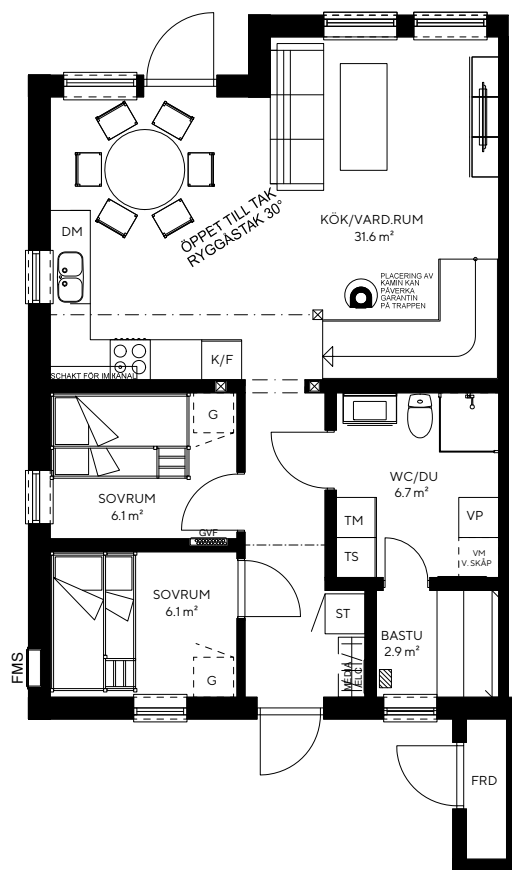 DM
ÖPPET TILL TAK
RYGGÅSTAK 30°
KÖK/VARD.RUM
31.6 m²
PLACERING AV
KAMIN KAN
PÅVERKA
GARANTIN
PÅ TRAPPEN
K/F
SCHAKT FÖR IMKANAL
G
SOVRUM
6.1 m²
GVF
WC/DU
6.7 m²
TM
TS
VP
VM
V. SKÅP
SOVRUM
6.1 m²
G
ST
BASTU
2.9 m²
MEDIA
ELC
FMS
FRD